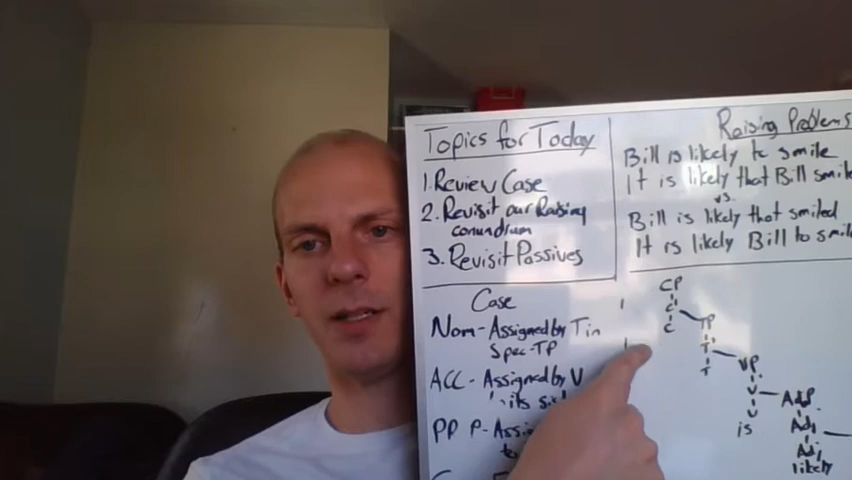 Topics for Today
1. Review Case
2. Revisit our Raising
conundrum
3. Revisit Passives
Raising Problems
Bill is likely to smile
It is likely that Bill smile
vs.
Bill is likely that smiled
It is likely Bill to smile
Case
Nom-Assigned by T in
Spec-TP
ACC-Assigned by V
its
PP P-Assi
to
CP
C'
C
TP
T'
T
VP
V'
V
is
AdjP
Adj'
Adj
likely